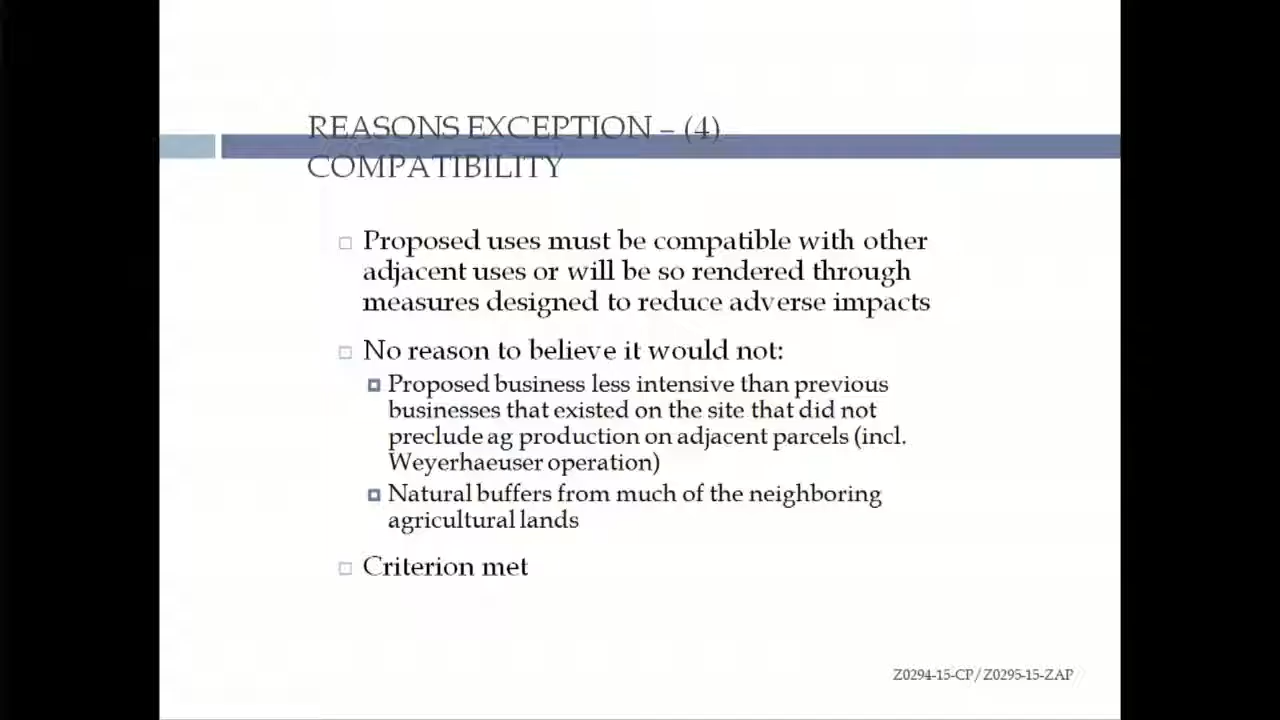 REASONS EXCEPTION – (4)
COMPATIBILITY
Proposed uses must be compatible with other
adjacent uses or will be so rendered through
measures designed to reduce adverse impacts
No reason to believe it would not:
Proposed business less intensive than previous
businesses that existed on the site that did not
preclude ag production on adjacent parcels (incl.
Weyerhaeuser operation)
Natural buffers from much of the neighboring
agricultural lands
Criterion met
Z0294-15-CP/Z0295-15-ZAP